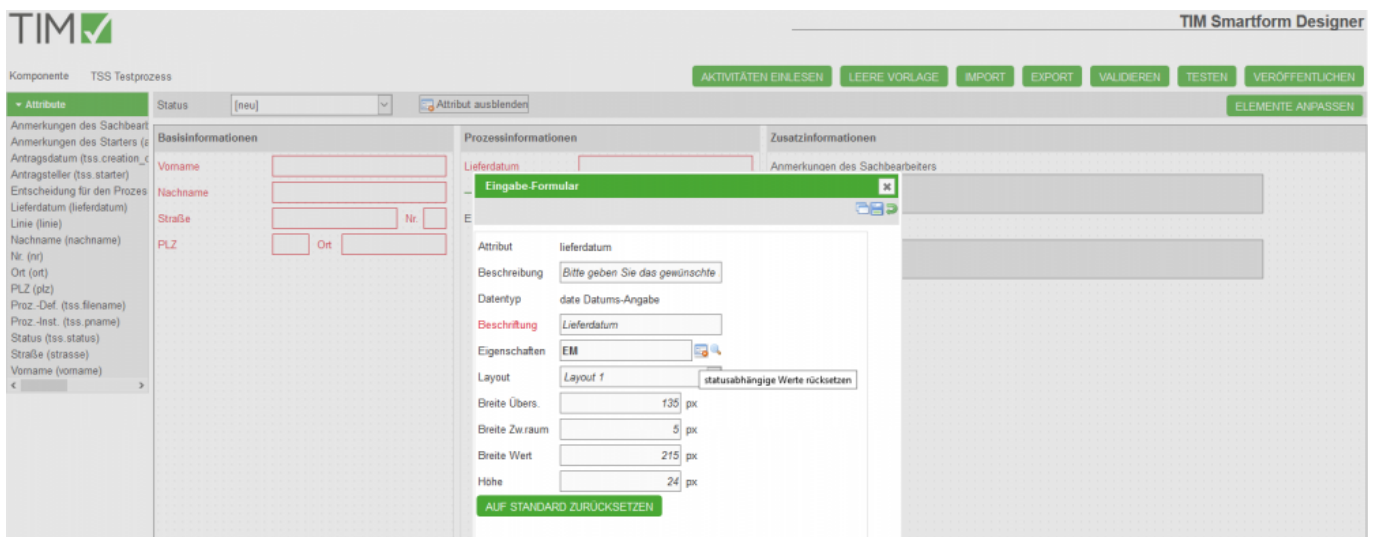 TIM
TIM Smartform Designer
Komponente TSS Testprozess
AKTIVITÄTEN EINLESEN LEERE VORLAGE IMPORT EXPORT VALIDIEREN TESTEN VERÖFFENTLICHEN
Attribute
Status [neu] Attribut ausblenden
ELEMENTE ANPASSEN
Anmerkungen des Sachbearb
Anmerkungen des Starters (a
Antragsdatum (tss.creation_c
Antragsteller (tss.starter)
Entscheidung für den Prozes
Lieferdatum (lieferdatum)
Linie (linie)
Nachname (nachname)
Nr. (nr)
Ort (ort)
PLZ (plz)
Proz.-Def. (tss.filename)
Proz.-Inst. (tss.pname)
Status (tss.status)
Straße (strasse)
Vorname (vorname)
Basisinformationen
Vorname
Nachname
Straße Nr.
PLZ Ort
Prozessinformationen
Lieferdatum
E
Zusatzinformationen
Anmerkungen des Sachbearbeiters
Eingabe-Formular
Attribut lieferdatum
Beschreibung Bitte geben Sie das gewünschte
Datentyp date Datums-Angabe
Beschriftung Lieferdatum
Eigenschaften EM
Layout Layout 1
statusabhängige Werte rücksetzen
Breite Übers. 135 px
Breite Zw.raum 5 px
Breite Wert 215 px
Höhe 24 px
AUF STANDARD ZURÜCKSETZEN